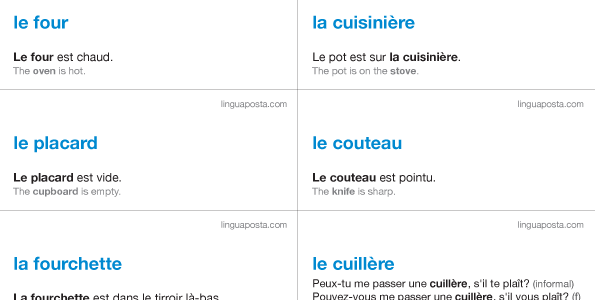 le four
Le four est chaud.
The oven is hot.
la cuisinière
Le pot est sur la cuisinière.
The pot is on the stove.
linguaposta.com
le placard
Le placard est vide.
The cupboard is empty.
linguaposta.com
le couteau
Le couteau est pointu.
The knife is sharp.
linguaposta.com
la fourchette
La fourchette est dans le tirroir là-bas.
linguaposta.com
le cuillère
Peux-tu me passer une cuillère, s'il te plaît? (informal)
Pouvez-vous me passer une cuillère, s'il vous plaît? (f)